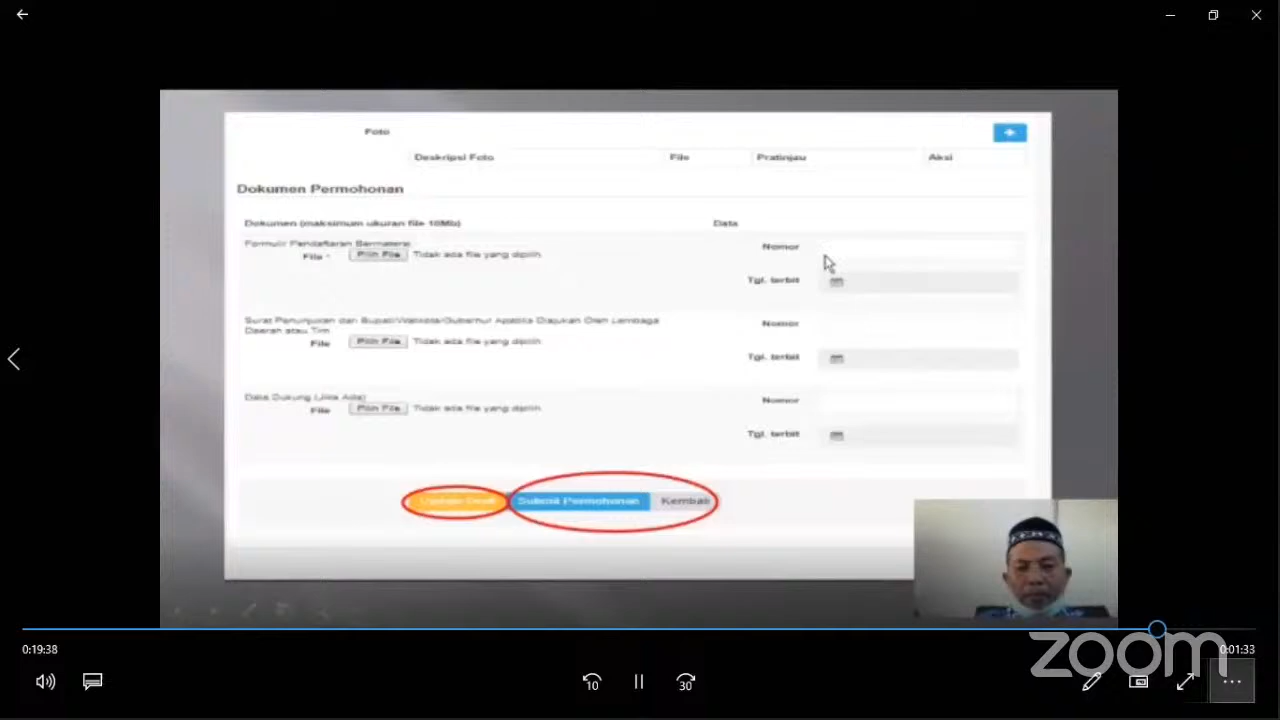 Foto
+
Deskripsi Foto File Pratinjau Aksi
Dokumen Permohonan
Dokumen (maksimum ukuran file 10Mb) Data
Formulir Pendaftaran Bermaterai
File * Pilih File Tidak ada file yang dipilih
Nomor
Tgl. terbit
Surat Penunjukan dari Bupati/Walikota/Gubernur Apabila Diajukan Oleh Lembaga
Daerah atau Tim
File Pilih File Tidak ada file yang dipilih
Nomor
Tgl. terbit
Data Dukung (Jika Ada)
File Pilih File Tidak ada file yang dipilih
Nomor
Tgl. terbit
Update Draft Submit Permohonan Kembali
0:19:38
0:01:33
zoom
10
30